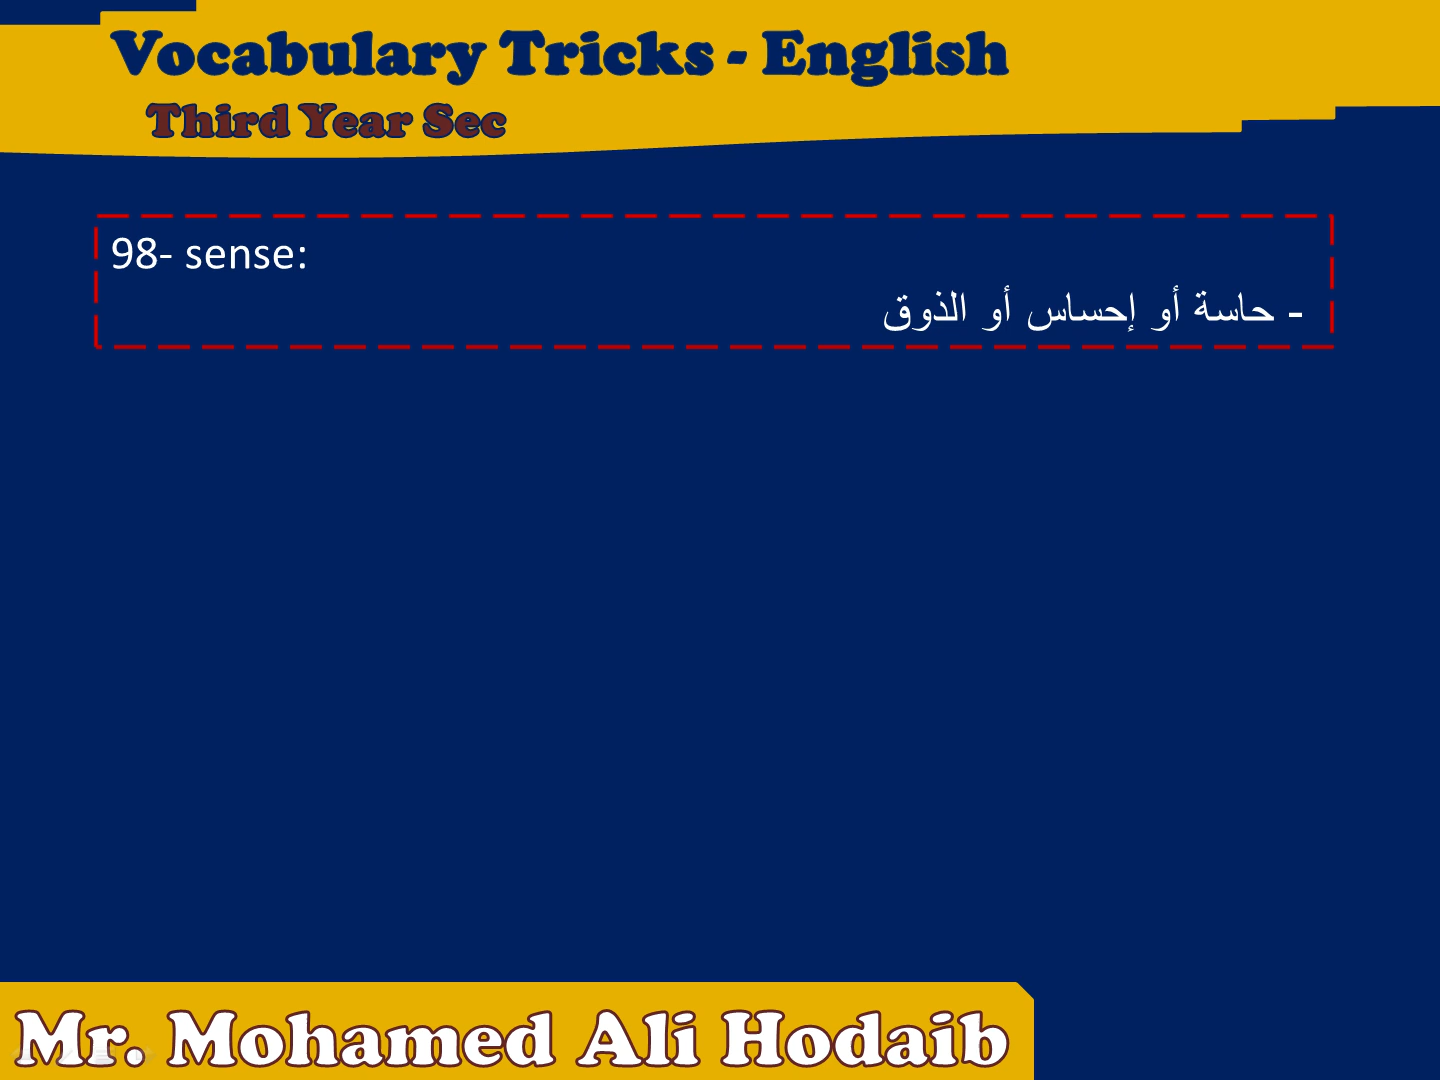 Vocabulary Tricks - English
Third Year Sec
98- sense:
- حاسة أو إحساس أو الذوق
Mr. Mohamed Ali Hodaib